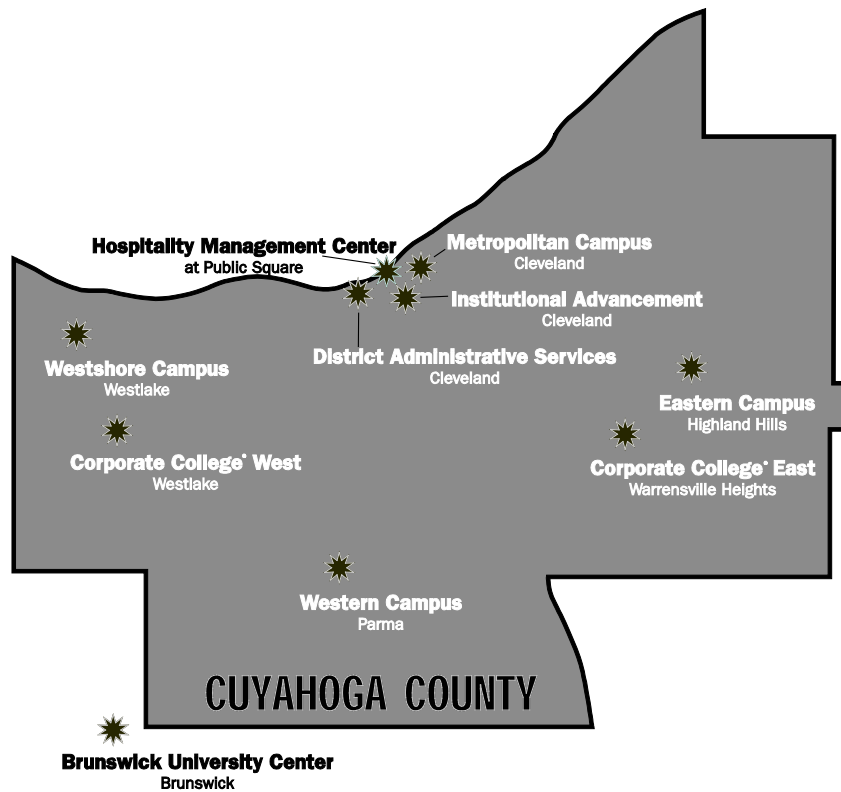 Hospitality Management Center
at Public Square
Metropolitan Campus
Cleveland
Institutional Advancement
Cleveland
District Administrative Services
Cleveland
Westshore Campus
Westlake
Eastern Campus
Highland Hills
Corporate College® West
Westlake
Corporate College® East
Warrensville Heights
Western Campus
Parma
CUYAHOGA COUNTY
Brunswick University Center
Brunswick